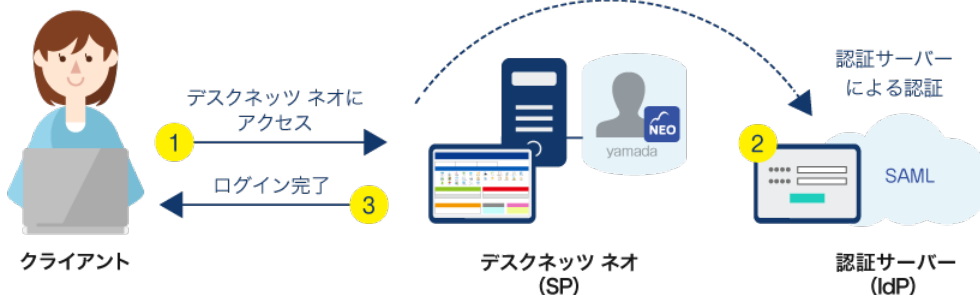 デスクネッツ ネオに
アクセス
1
ログイン完了
3
クライアント
NEO
yamada
デスクネッツ ネオ
(SP)
認証サーバー
による認証
2
SAML
認証サーバー
(IdP)